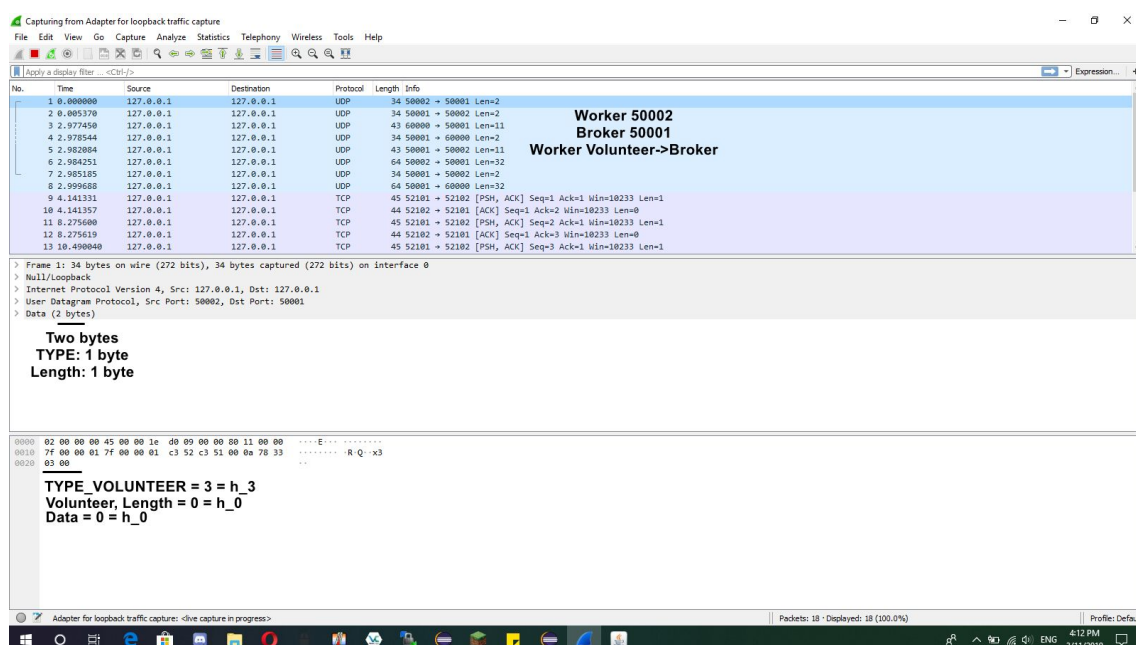 Capturing from Adapter for loopback traffic capture
File Edit View Go Capture Analyze Statistics Telephony Wireless Tools Help
Apply a display filter ... <Ctrl-/>
Expression...
No. Time Source Destination Protocol Length Info
1 0.000000 127.0.0.1 127.0.0.1 UDP 34 50002 → 50001 Len=2
2 0.005370 127.0.0.1 127.0.0.1 UDP 34 50001 → 50002 Len=2
3 2.977450 127.0.0.1 127.0.0.1 UDP 43 60000 → 50001 Len=11
4 2.978544 127.0.0.1 127.0.0.1 UDP 34 50001 → 60000 Len=2
5 2.982084 127.0.0.1 127.0.0.1 UDP 43 50001 → 50002 Len=11
6 2.984251 127.0.0.1 127.0.0.1 UDP 64 50002 → 50001 Len=32
7 2.985185 127.0.0.1 127.0.0.1 UDP 34 50001 → 50002 Len=2
8 2.999688 127.0.0.1 127.0.0.1 UDP 64 50001 → 60000 Len=32
9 4.141331 127.0.0.1 127.0.0.1 TCP 45 52101 → 52102 [PSH, ACK] Seq=1 Ack=1 Win=10233 Len=1
10 4.141357 127.0.0.1 127.0.0.1 TCP 44 52102 → 52101 [ACK] Seq=1 Ack=2 Win=10233 Len=0
11 8.275600 127.0.0.1 127.0.0.1 TCP 45 52101 → 52102 [PSH, ACK] Seq=2 Ack=1 Win=10233 Len=1
12 8.275619 127.0.0.1 127.0.0.1 TCP 44 52102 → 52101 [ACK] Seq=1 Ack=3 Win=10233 Len=0
13 10.490040 127.0.0.1 127.0.0.1 TCP 45 52101 → 52102 [PSH, ACK] Seq=3 Ack=1 Win=10233 Len=1
Worker 50002
Broker 50001
Worker Volunteer->Broker
> Frame 1: 34 bytes on wire (272 bits), 34 bytes captured (272 bits) on interface 0
> Null/Loopback
> Internet Protocol Version 4, Src: 127.0.0.1, Dst: 127.0.0.1
> User Datagram Protocol, Src Port: 50002, Dst Port: 50001
> Data (2 bytes)
Two bytes
TYPE: 1 byte
Length: 1 byte
0000 02 00 00 00 45 00 00 1e d0 09 00 00 80 11 00 00 ····E··· ········
0010 7f 00 00 01 7f 00 00 01 c3 52 c3 51 00 0a 78 33 ········ ·R·Q··x3
0020 03 00 ··
TYPE_VOLUNTEER = 3 = h_3
Volunteer, Length = 0 = h_0
Data = 0 = h_0
Adapter for loopback traffic capture: <live capture in progress>
Packets: 18 · Displayed: 18 (100.0%)
Profile: Defau
ENG
4:12 PM